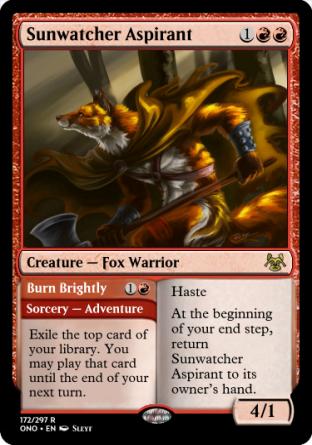 Sunwatcher Aspirant 1
Creature — Fox Warrior
Burn Brightly 1
Sorcery — Adventure
Exile the top card of
your library. You
may play that card
until the end of your
next turn.
Haste
At the beginning
of your end step,
return
Sunwatcher
Aspirant to its
owner's hand.
4/1
172/297 R
ONO • EN Sleyf